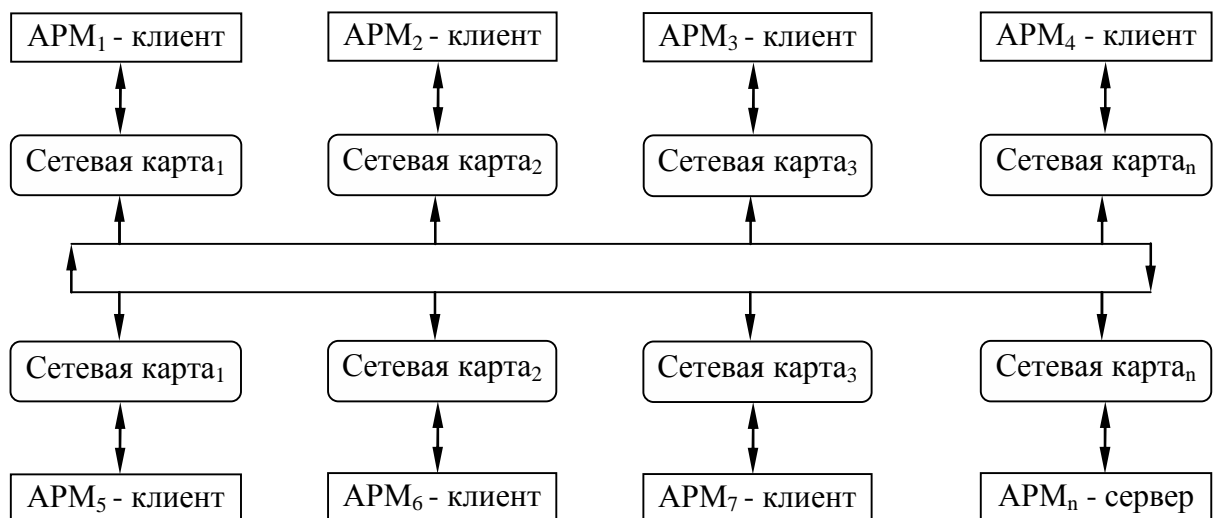 АРМ₁ - клиент АРМ₂ - клиент АРМ₃ - клиент АРМ₄ - клиент
Сетевая карта₁ Сетевая карта₂ Сетевая карта₃ Сетевая картаₙ
Сетевая карта₁ Сетевая карта₂ Сетевая карта₃ Сетевая картаₙ
АРМ₅ - клиент АРМ₆ - клиент АРМ₇ - клиент АРМₙ - сервер